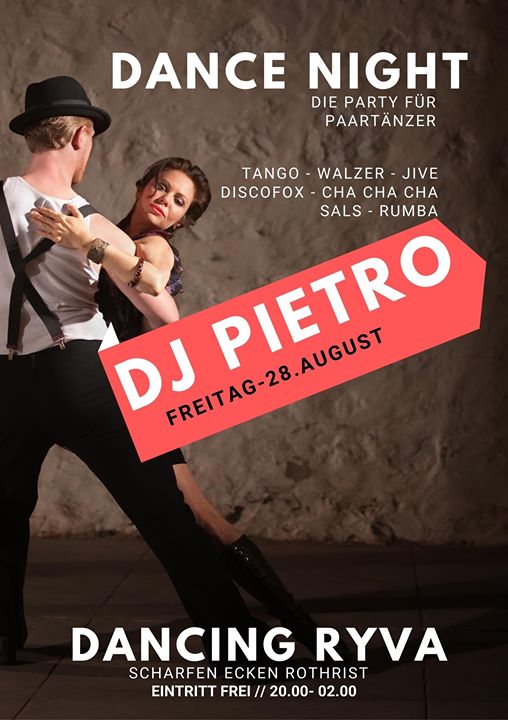 DANCE NIGHT
DIE PARTY FÜR
PAARTÄNZER
TANGO - WALZER - JIVE
DISCOFOX - CHA CHA CHA
SALS - RUMBA
DJ PIETRO
FREITAG-28.AUGUST
DANCING RYVA
SCHARFEN ECKEN ROTHRIST
EINTRITT FREI // 20.00- 02.00